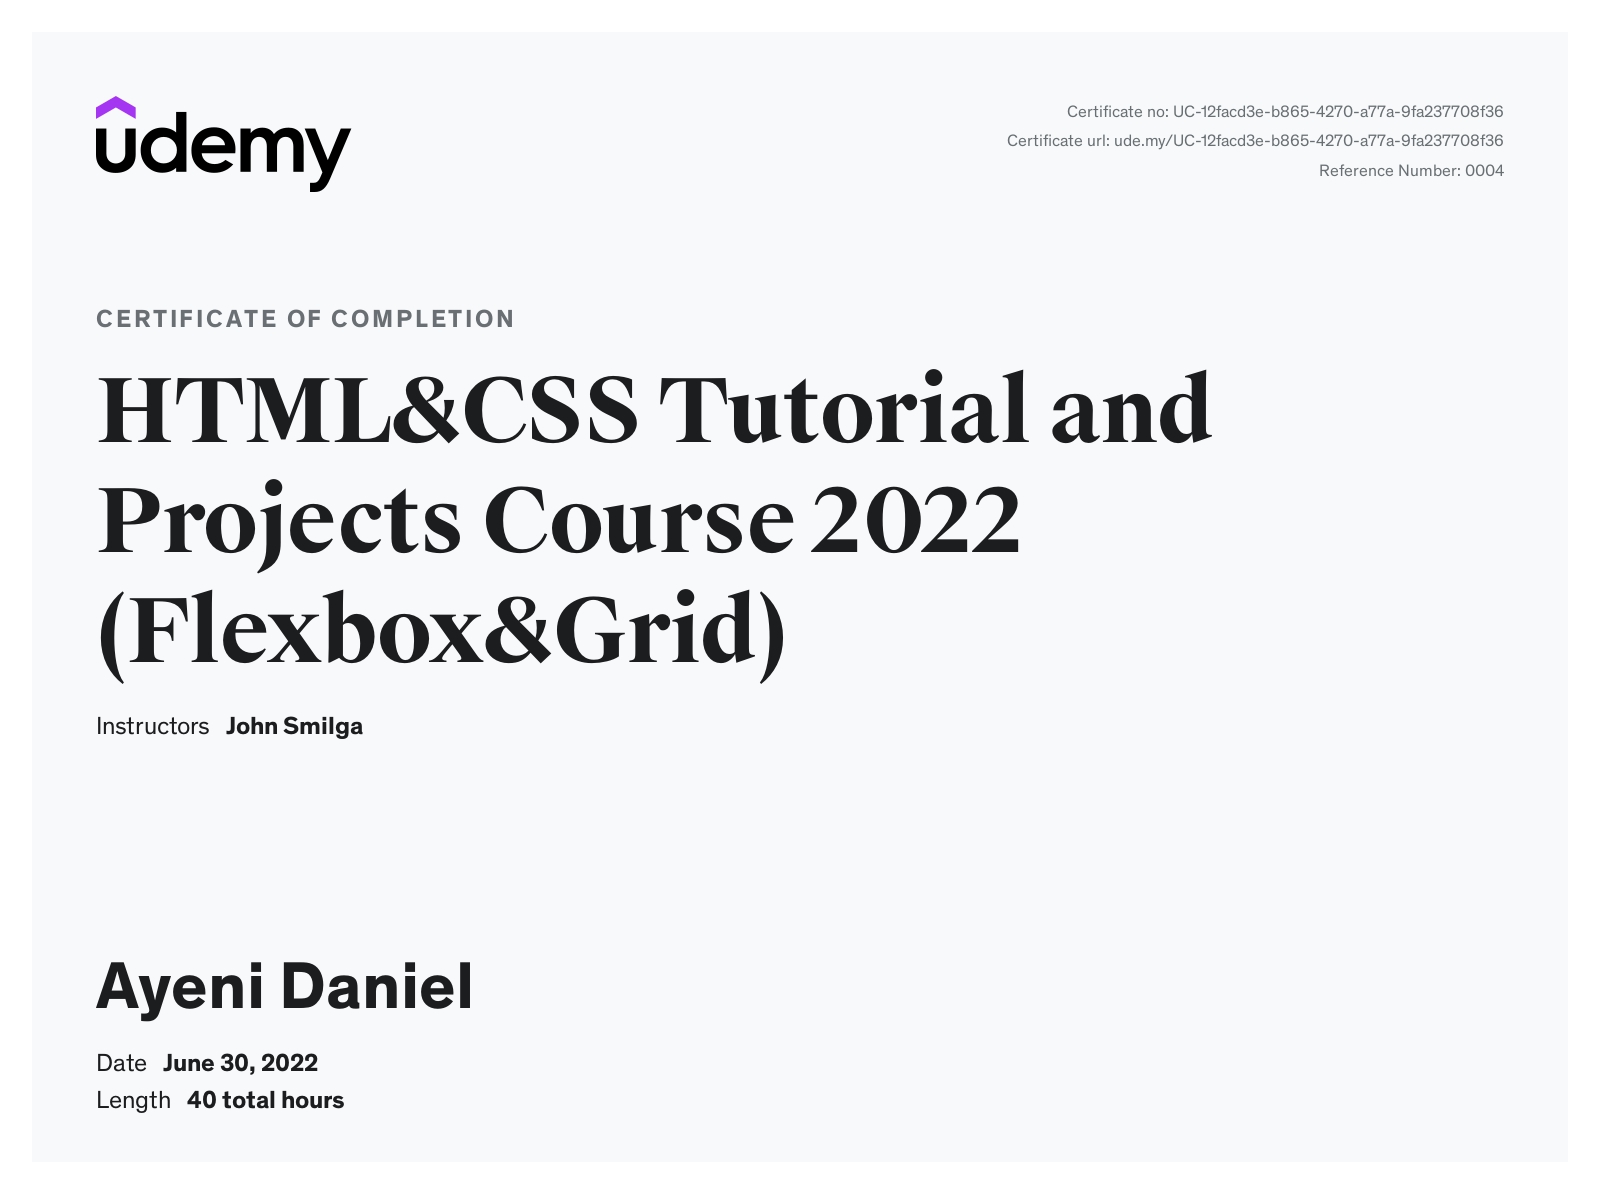 udemy
Certificate no: UC-12facd3e-b865-4270-a77a-9fa237708f36
Certificate url: ude.my/UC-12facd3e-b865-4270-a77a-9fa237708f36
Reference Number: 0004
CERTIFICATE OF COMPLETION
HTML&CSS Tutorial and
Projects Course 2022
(Flexbox&Grid)
Instructors John Smilga
Ayeni Daniel
Date June 30, 2022
Length 40 total hours